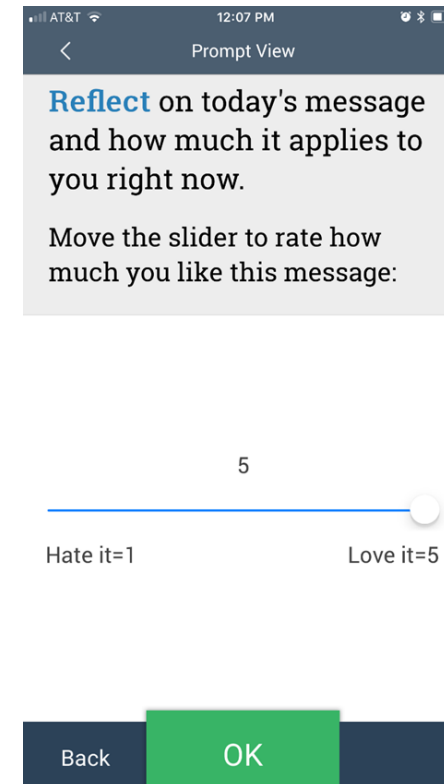 AT&T 12:07 PM
Prompt View
Reflect on today's message
and how much it applies to
you right now.
Move the slider to rate how
much you like this message:
5
Hate it=1 Love it=5
Back OK